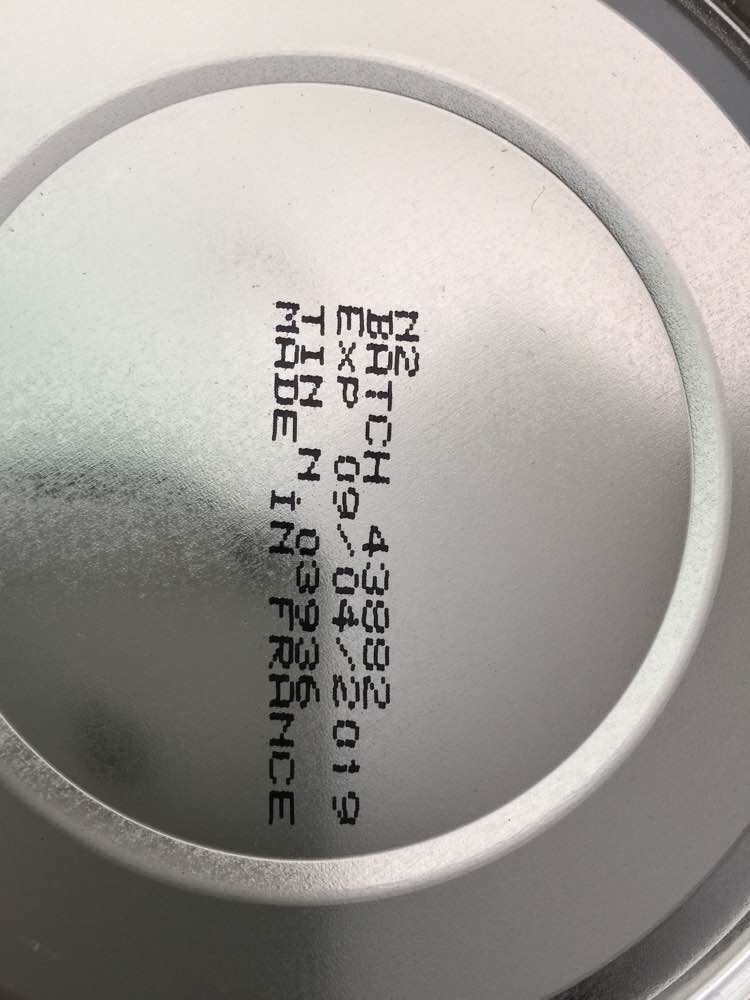 N2
BATCH 43882
EXP 09/04/2019
TIN N 03936
MADE IN FRANCE